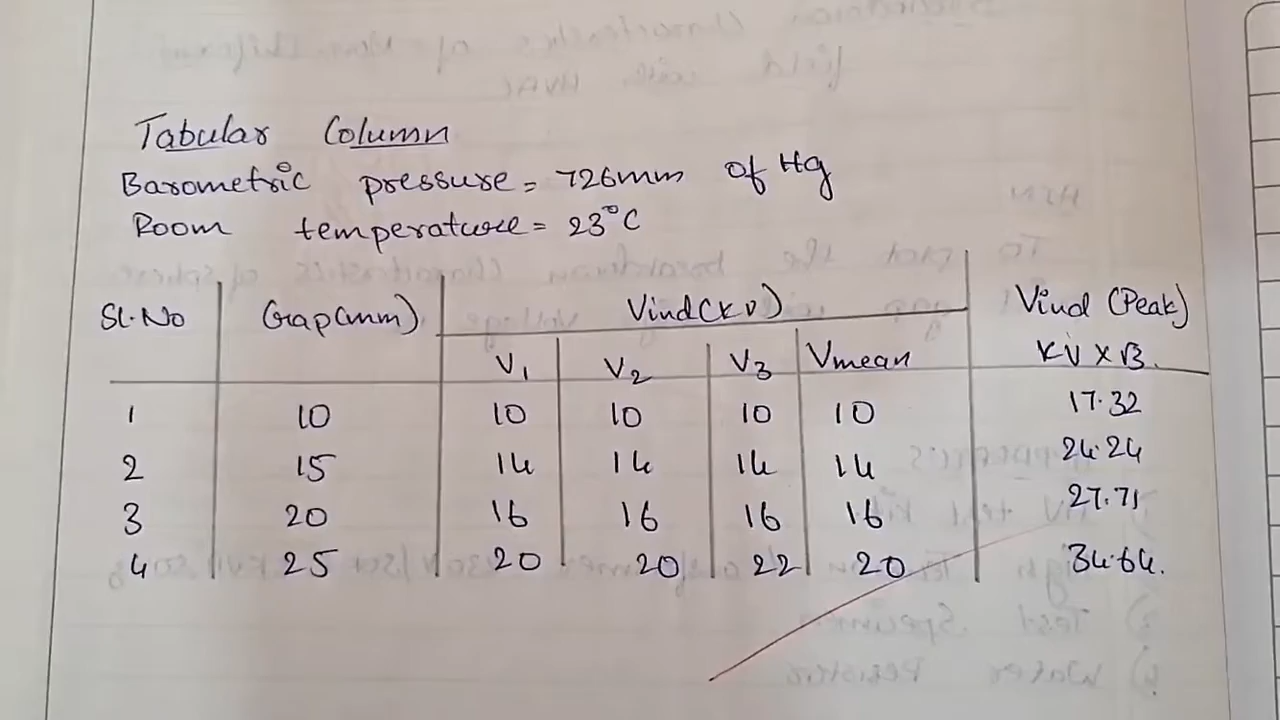 Tabular Column
Barometric pressure = 726mm of Hg
Room temperature = 23°C
Sl.No Gap(mm) Vind(KV) Vind (Peak)
V1 V2 V3 Vmean KV x √3.
1 10 10 10 10 10 17.32
2 15 14 14 14 14 24.24
3 20 16 16 16 16 27.71
4 25 20 20 22 20 34.64.